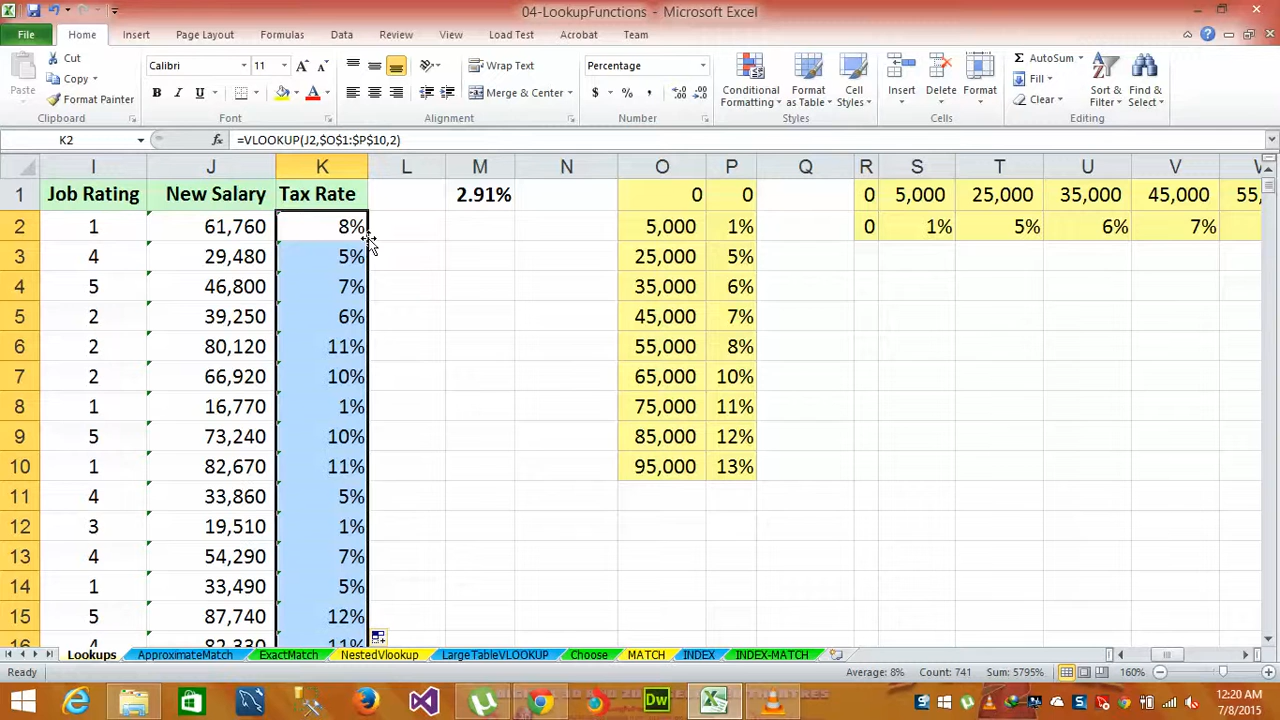 04-LookupFunctions - Microsoft Excel
File Home Insert Page Layout Formulas Data Review View Load Test Acrobat Team
Cut Calibri 11 Wrap Text Percentage AutoSum
Paste Copy Conditional Formatting Format as Table Cell Styles Insert Delete Format Fill Sort & Filter Find & Select
Format Painter B I U Merge & Center $ % , Clear
Clipboard Font Alignment Number Styles Cells Editing
K2 =VLOOKUP(J2,$O$1:$P$10,2)
I J K L M N O P Q R S T U V W
1 Job Rating New Salary Tax Rate 2.91% 0 0 0 5,000 25,000 35,000 45,000 55,
2 1 61,760 8% 5,000 1% 0 1% 5% 6% 7%
3 4 29,480 5% 25,000 5%
4 5 46,800 7% 35,000 6%
5 2 39,250 6% 45,000 7%
6 2 80,120 11% 55,000 8%
7 2 66,920 10% 65,000 10%
8 1 16,770 1% 75,000 11%
9 5 73,240 10% 85,000 12%
10 1 82,670 11% 95,000 13%
11 4 33,860 5%
12 3 19,510 1%
13 4 54,290 7%
14 1 33,490 5%
15 5 87,740 12%
16 4 82,330 11%
Lookups ApproximateMatch ExactMatch NestedVlookup LargeTableVLOOKUP Choose MATCH INDEX INDEX-MATCH
Ready Average: 8% Count: 741 Sum: 5795% 160%
Dw 12:20 AM
7/8/2015